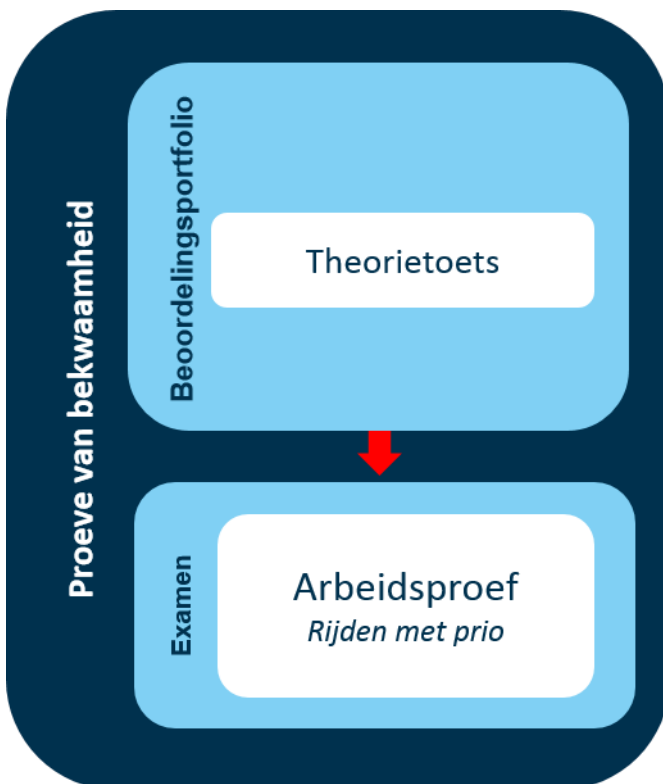 Proeve van bekwaamheid
Beoordelingsportfolio
Theorietoets
Examen
Arbeidsproef
Rijden met prio